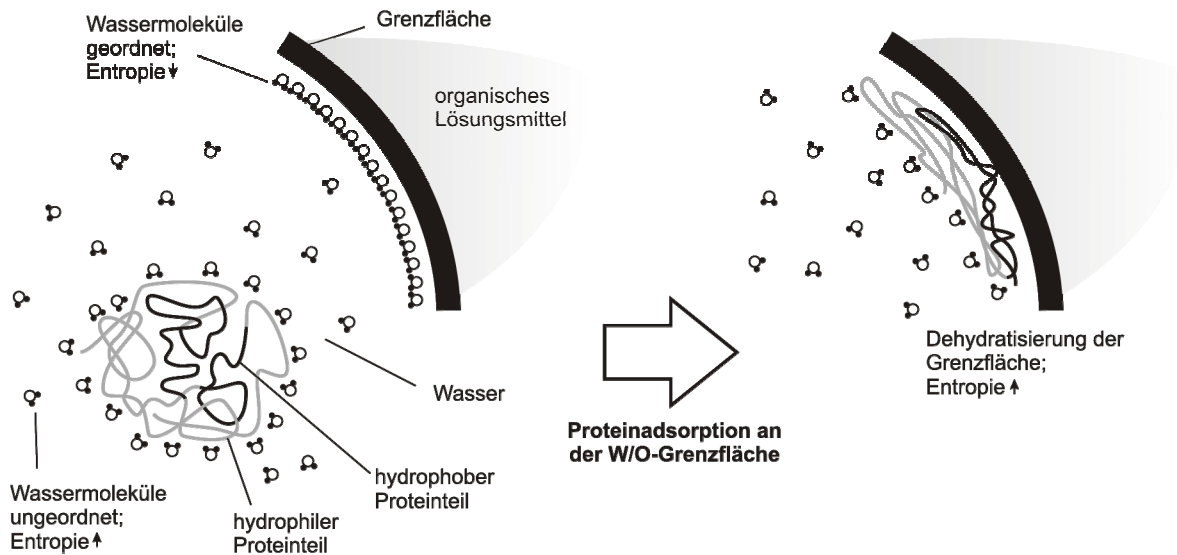 Wassermoleküle
geordnet;
Entropie↓
Grenzfläche
organisches
Lösungsmittel
Wasser
hydrophober
Proteinteil
hydrophiler
Proteinteil
Wassermoleküle
ungeordnet;
Entropie↑
Proteinadsorption an
der W/O-Grenzfläche
Dehydratisierung der
Grenzfläche;
Entropie↑